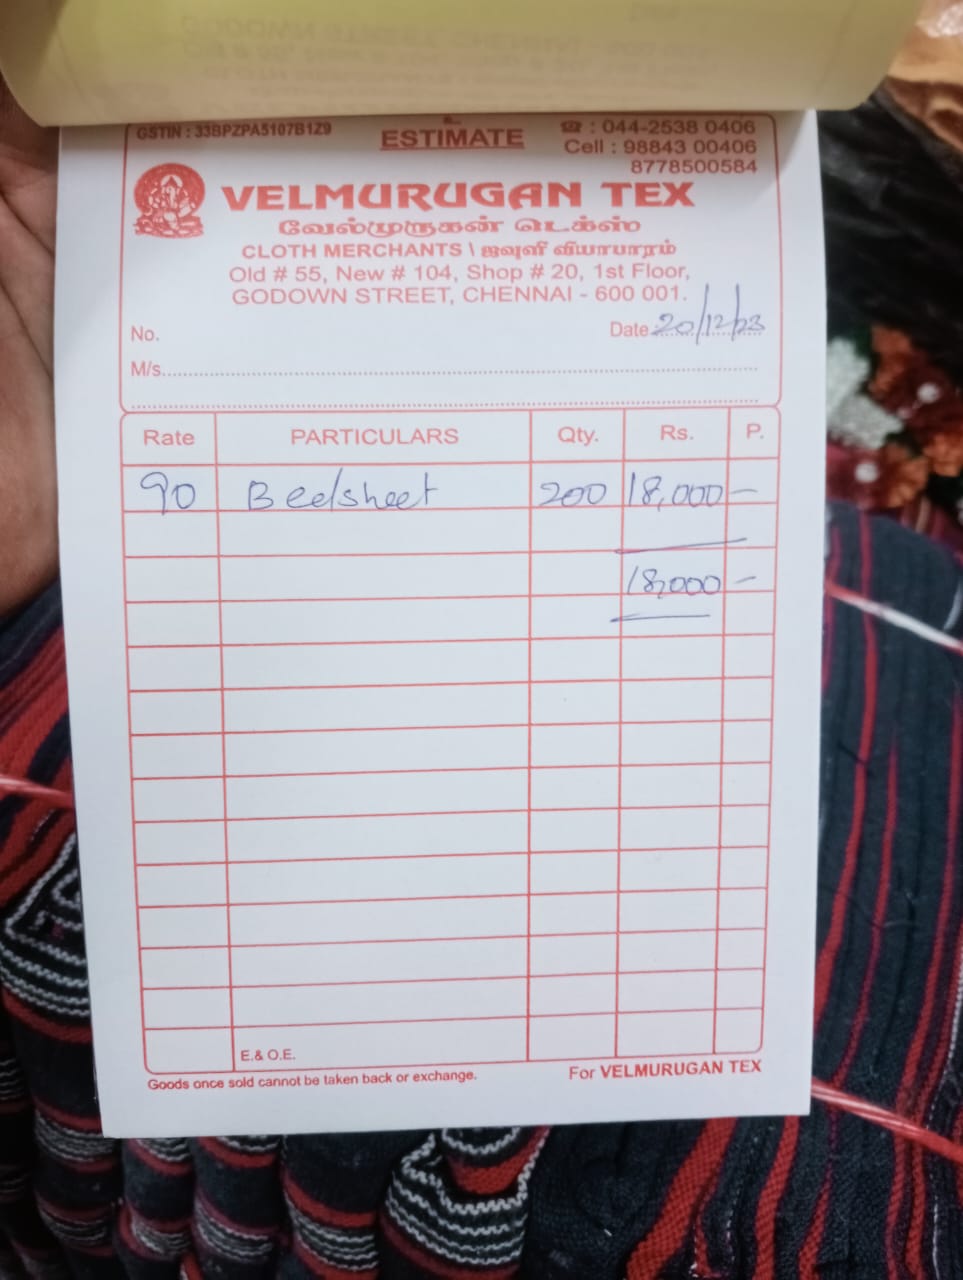 GSTIN : 33BPZPA5107B1Z9
ESTIMATE
☎ : 044-2538 0406
Cell : 98843 00406
8778500584
VELMURUGAN TEX
வேல்முருகன் டெக்ஸ்
CLOTH MERCHANTS \ ஜவுளி வியாபாரம்
Old # 55, New # 104, Shop # 20, 1st Floor,
GODOWN STREET, CHENNAI - 600 001.
No.
Date 20/12/23
M/s.
Rate PARTICULARS Qty. Rs. P.
90 Bedsheet 200 18,000 —
18,000 —
E.& O.E.
Goods once sold cannot be taken back or exchange.
For VELMURUGAN TEX